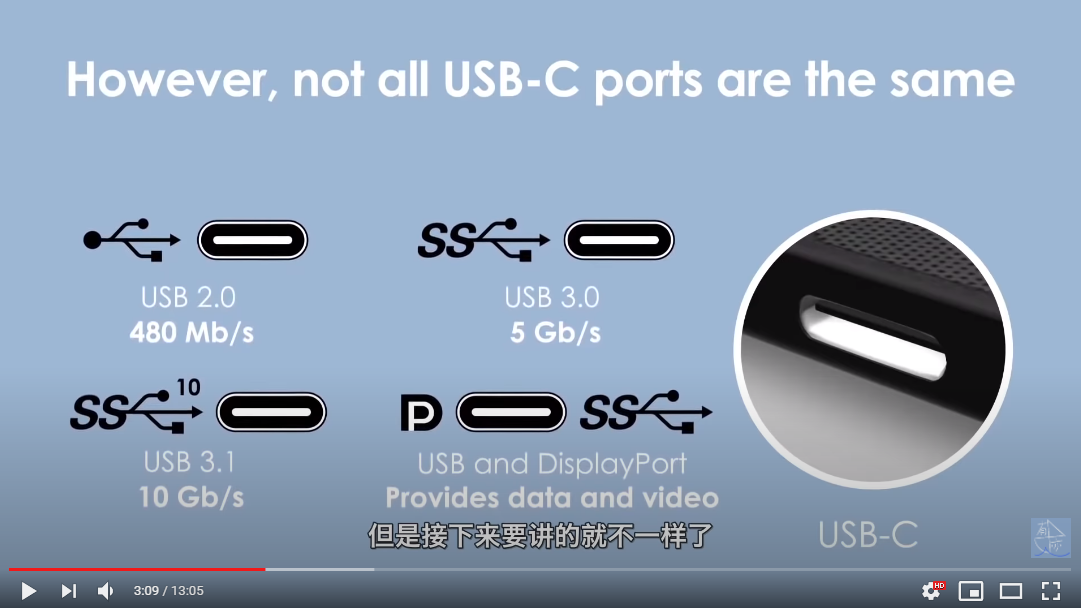 However, not all USB-C ports are the same
USB 2.0
480 Mb/s
SS
USB 3.0
5 Gb/s
SS 10
USB 3.1
10 Gb/s
P
SS
USB and DisplayPort
Provides data and video
USB-C
但是接下来要讲的就不一样了
3:09 / 13:05
HD